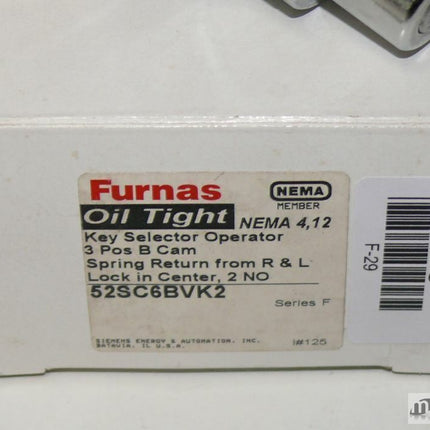 Furnas
NEMA
MEMBER
Oil Tight NEMA 4,12
Key Selector Operator
3 Pos B Cam
Spring Return from R & L
Lock in Center, 2 NO
52SC6BVK2
Series F
SIEMENS ENERGY & AUTOMATION, INC.
BATAVIA, IL U.S.A.
I#125
F-29